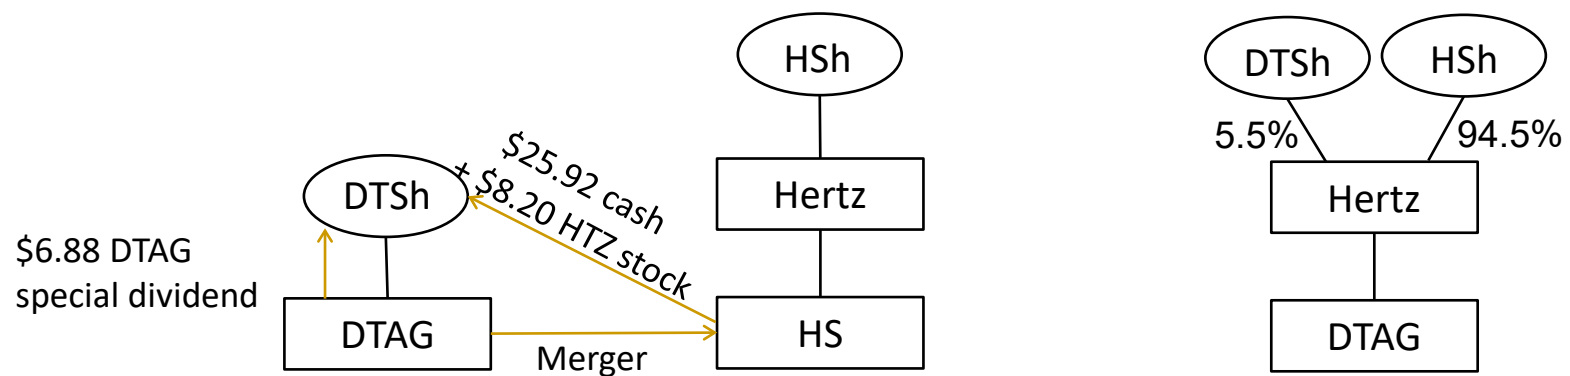 HSh
Hertz
HS
$25.92 cash
+ $8.20 HTZ stock
DTSh
$6.88 DTAG
special dividend
DTAG
Merger
DTSh
HSh
5.5%
94.5%
Hertz
DTAG